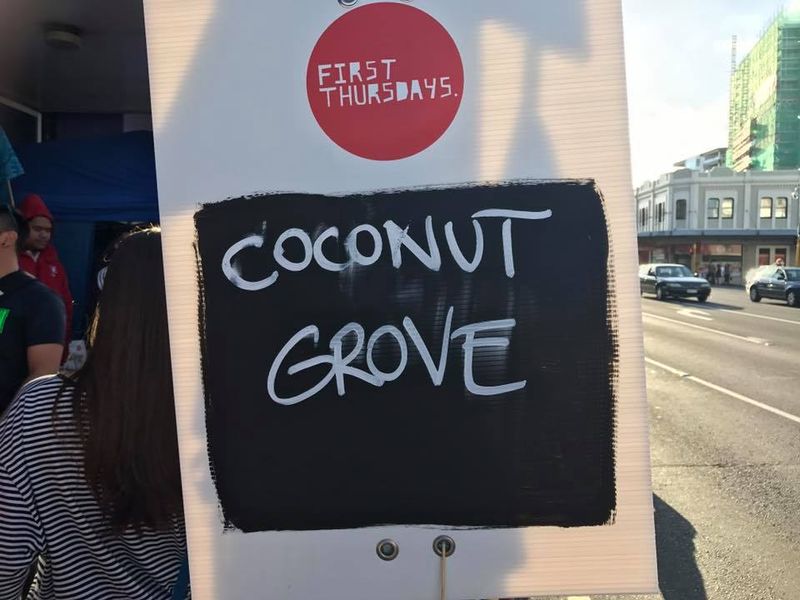 FIRST
THURSDAYS.
COCONUT
GROVE